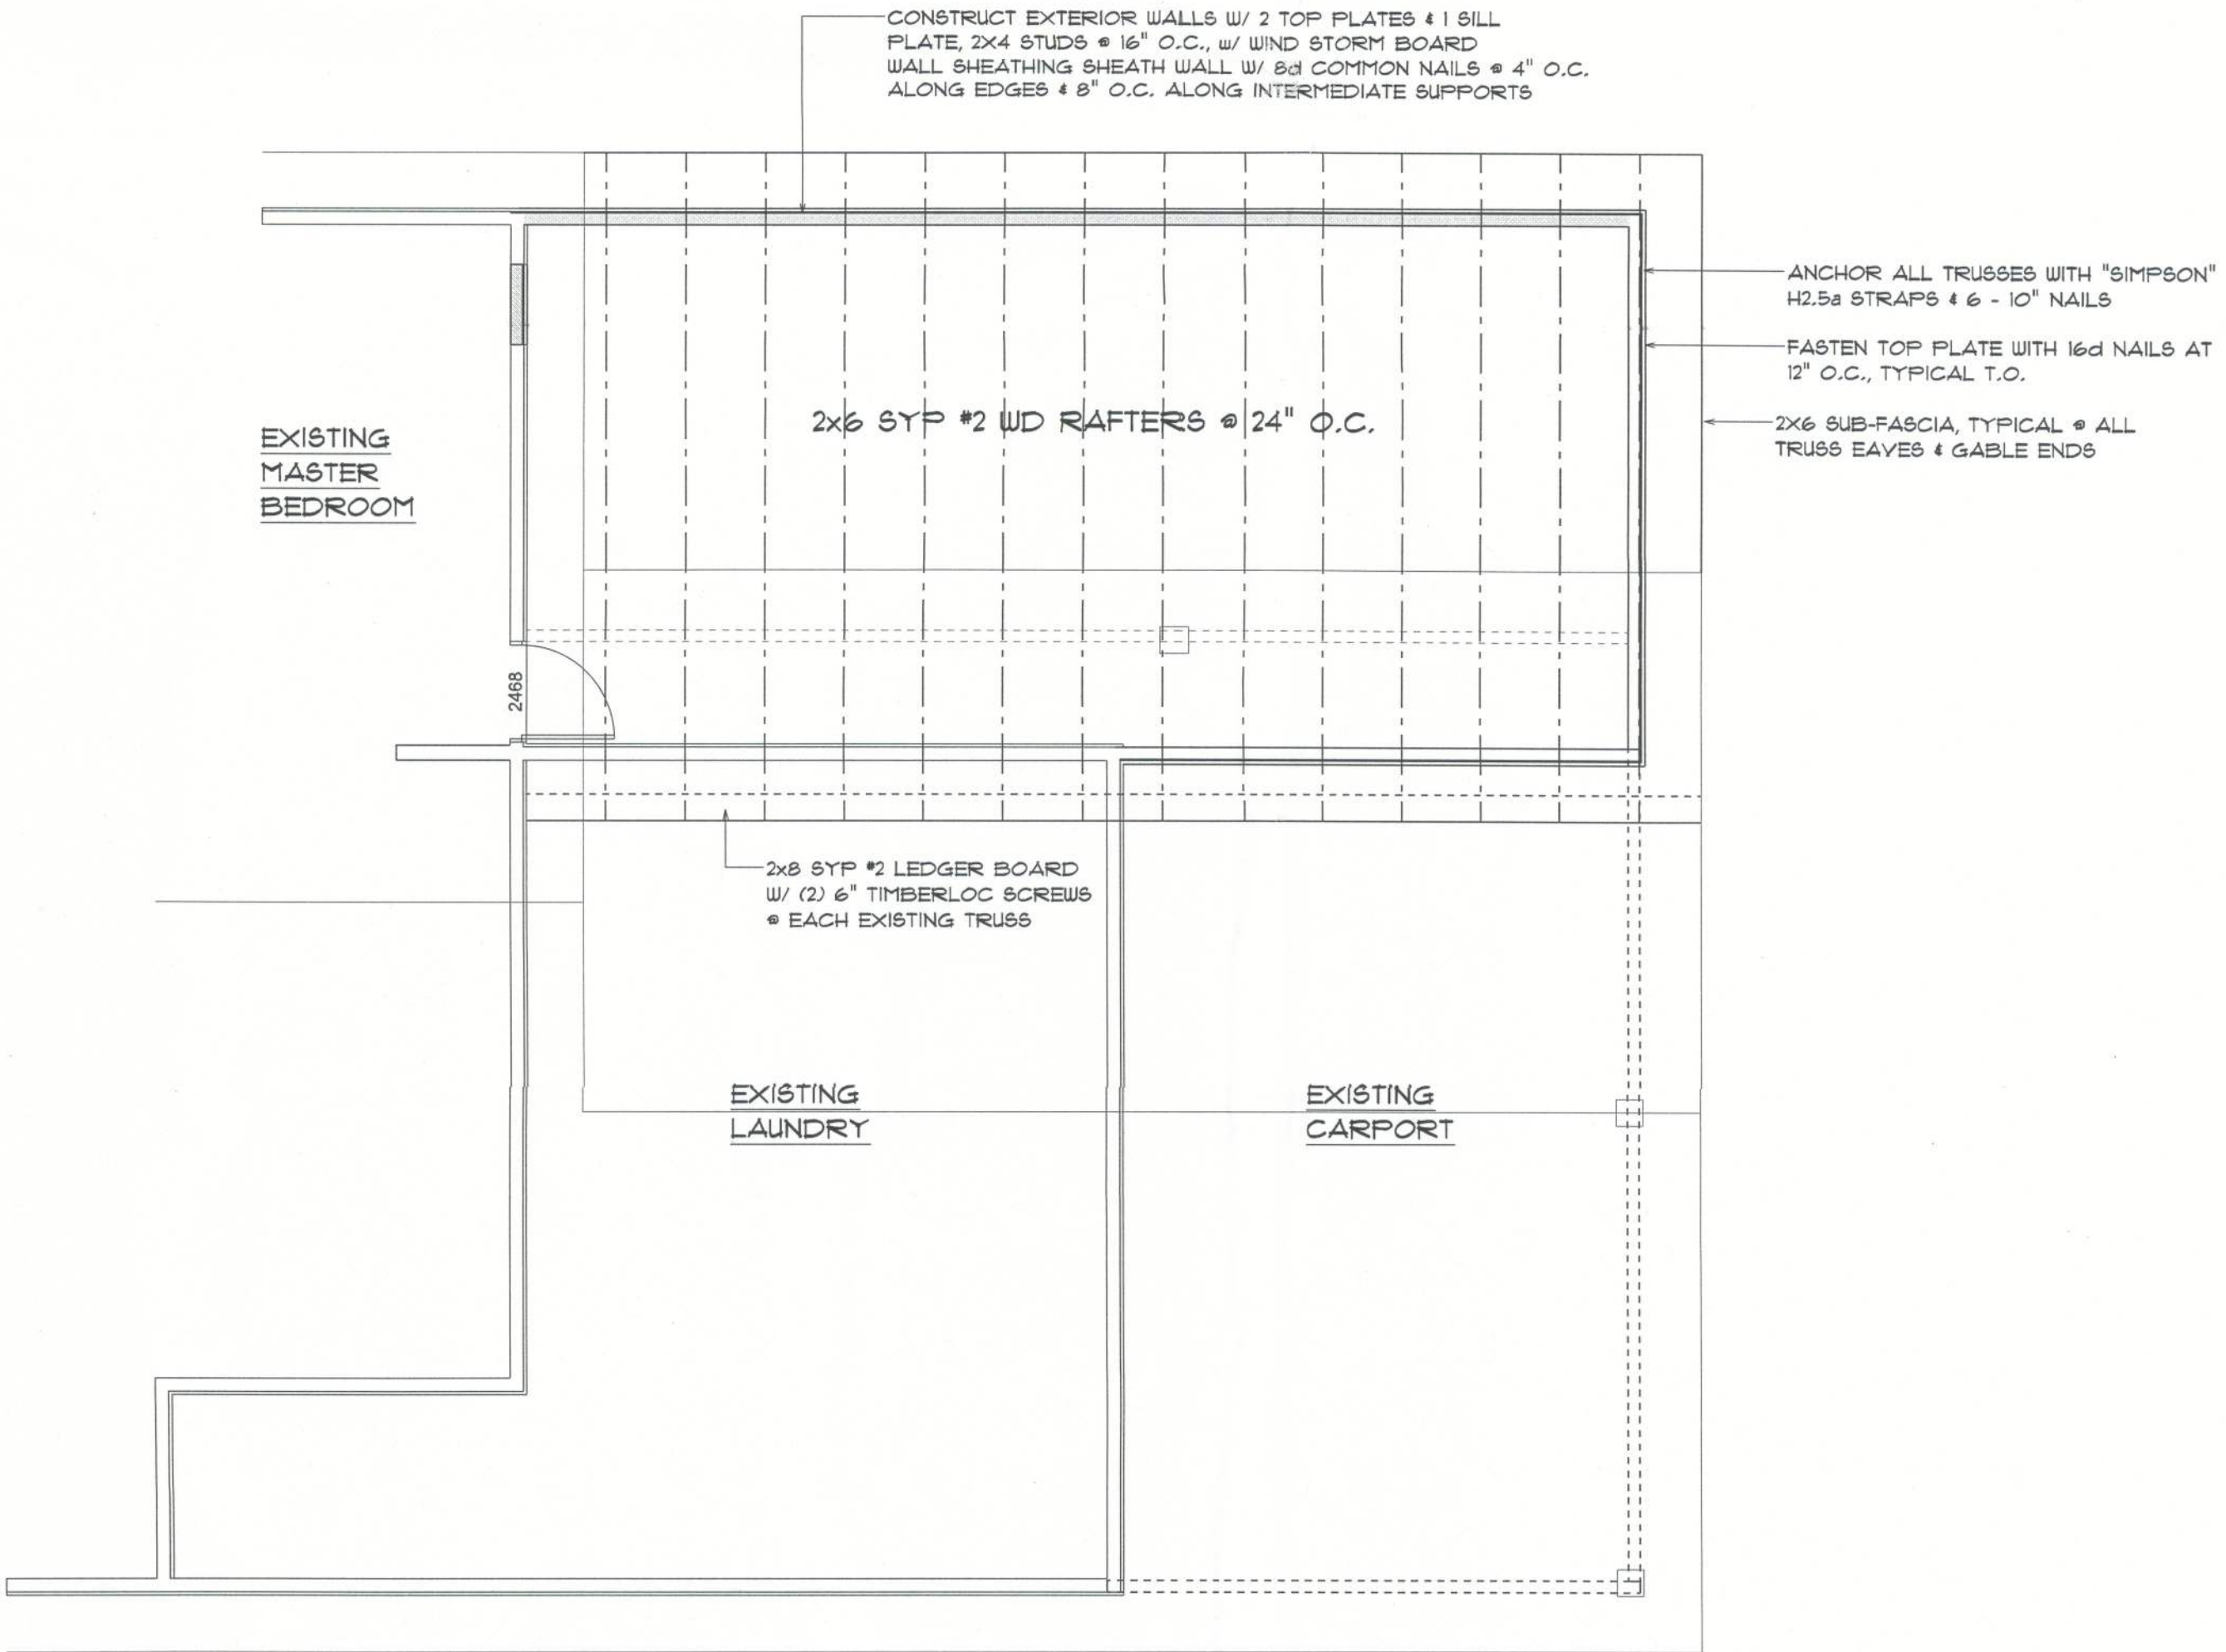 CONSTRUCT EXTERIOR WALLS W/ 2 TOP PLATES & 1 SILL
PLATE, 2X4 STUDS @ 16" O.C., W/ WIND STORM BOARD
WALL SHEATHING SHEATH WALL W/ 8d COMMON NAILS @ 4" O.C.
ALONG EDGES & 8" O.C. ALONG INTERMEDIATE SUPPORTS
ANCHOR ALL TRUSSES WITH "SIMPSON"
H2.5a STRAPS & 6 - 10" NAILS
FASTEN TOP PLATE WITH 16d NAILS AT
12" O.C., TYPICAL T.O.
2X6 SUB-FASCIA, TYPICAL @ ALL
TRUSS EAVES & GABLE ENDS
2x6 SYP #2 WD RAFTERS @ 24" O.C.
EXISTING
MASTER
BEDROOM
2468
2x8 SYP #2 LEDGER BOARD
W/ (2) 6" TIMBERLOC SCREWS
@ EACH EXISTING TRUSS
EXISTING
LAUNDRY
EXISTING
CARPORT